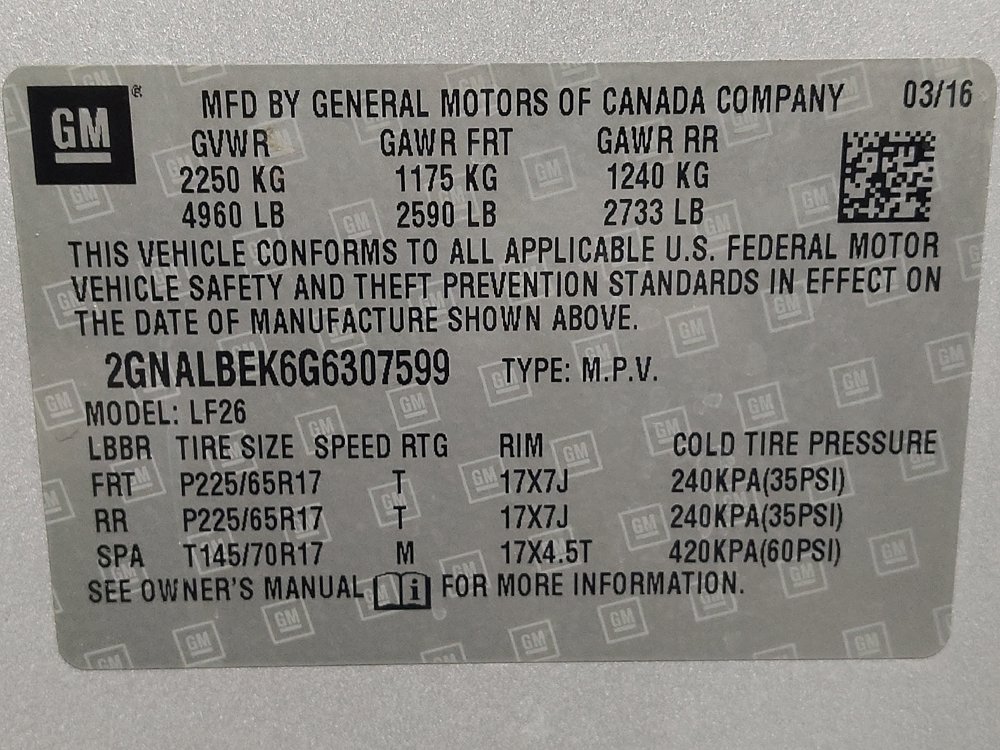 GM ® MFD BY GENERAL MOTORS OF CANADA COMPANY 03/16
GVWR GAWR FRT GAWR RR
2250 KG 1175 KG 1240 KG
4960 LB 2590 LB 2733 LB
THIS VEHICLE CONFORMS TO ALL APPLICABLE U.S. FEDERAL MOTOR
VEHICLE SAFETY AND THEFT PREVENTION STANDARDS IN EFFECT ON
THE DATE OF MANUFACTURE SHOWN ABOVE.
2GNALBEK6G6307599 TYPE: M.P.V.
MODEL: LF26
LBBR TIRE SIZE SPEED RTG RIM COLD TIRE PRESSURE
FRT P225/65R17 T 17X7J 240KPA(35PSI)
RR P225/65R17 T 17X7J 240KPA(35PSI)
SPA T145/70R17 M 17X4.5T 420KPA(60PSI)
SEE OWNER'S MANUAL i FOR MORE INFORMATION.